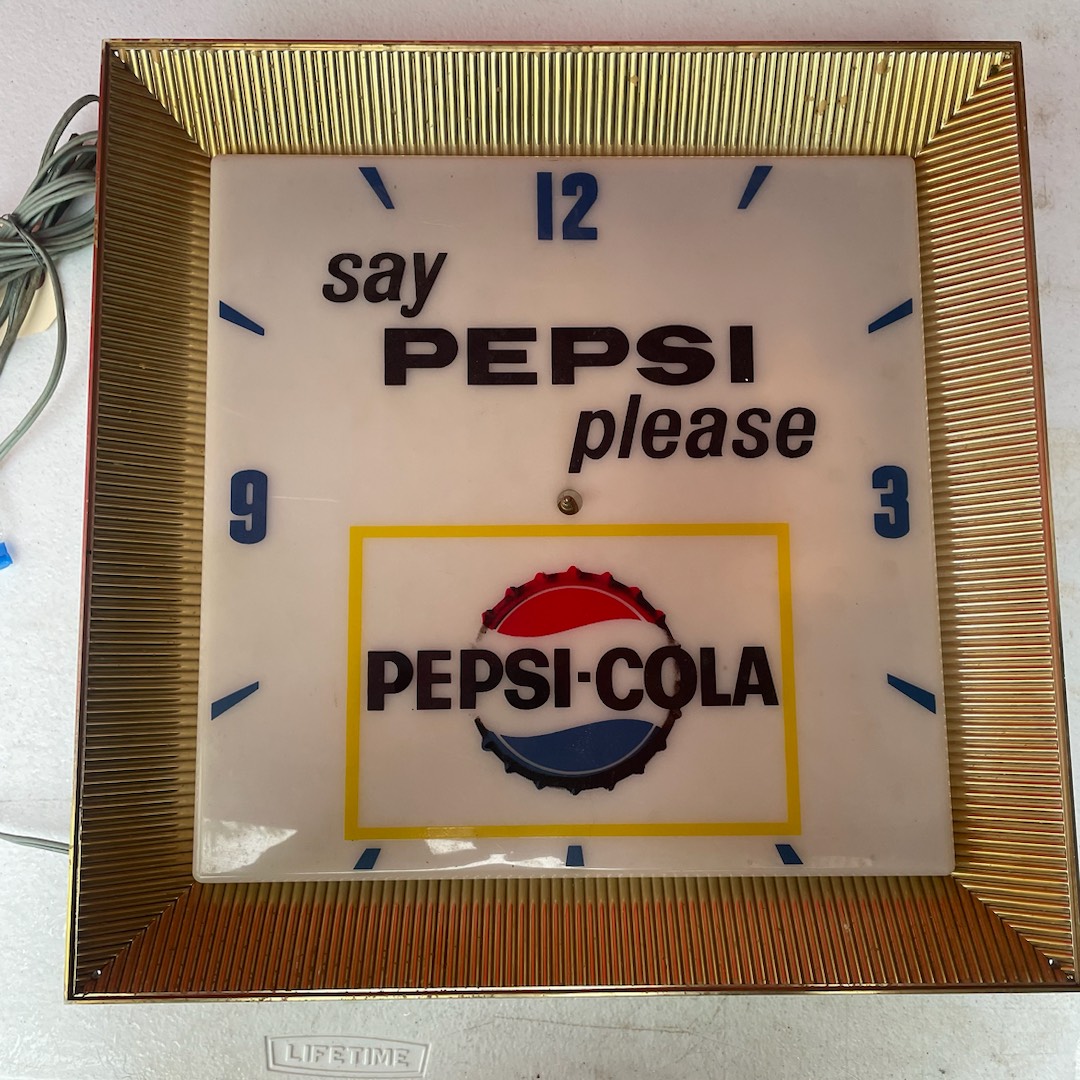 12
say
PEPSI
please
9
3
PEPSI-COLA
LIFETIME